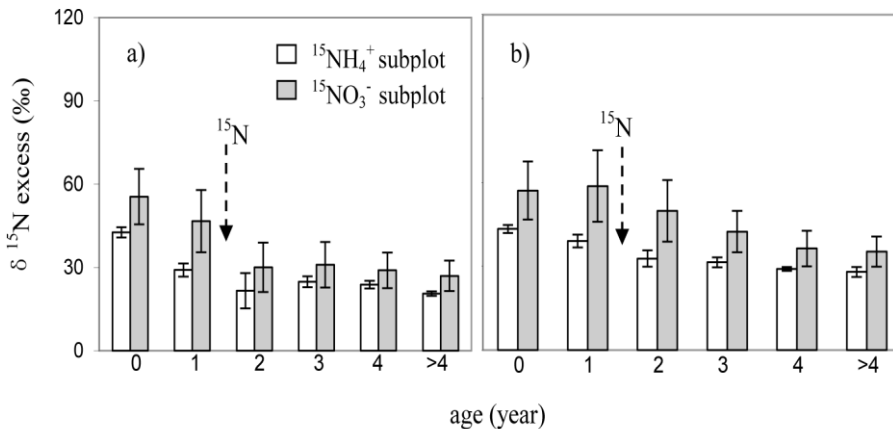 120
90
60
30
0
δ ¹⁵N excess (‰)
a)
¹⁵NH₄⁺ subplot
¹⁵NO₃⁻ subplot
¹⁵N
0 1 2 3 4 >4
b)
¹⁵N
0 1 2 3 4 >4
age (year)